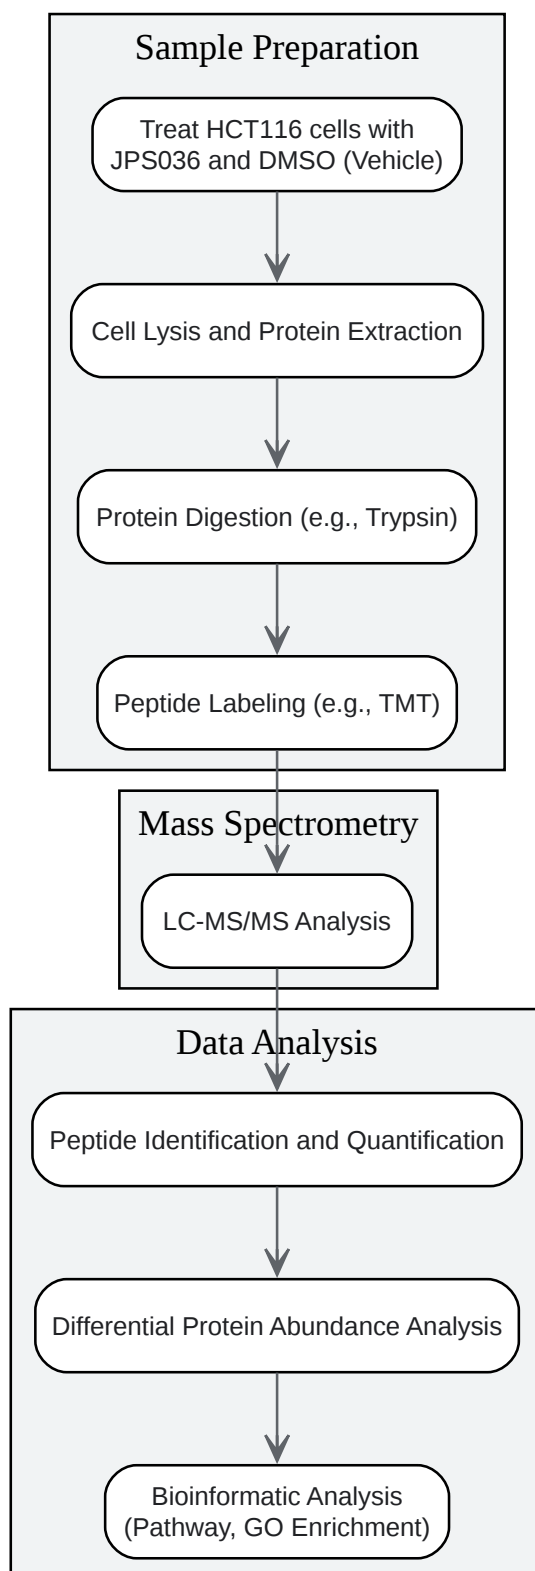 Sample Preparation
Treat HCT116 cells with
JPS036 and DMSO (Vehicle)
Cell Lysis and Protein Extraction
Protein Digestion (e.g., Trypsin)
Peptide Labeling (e.g., TMT)
Mass Spectrometry
LC-MS/MS Analysis
Data Analysis
Peptide Identification and Quantification
Differential Protein Abundance Analysis
Bioinformatic Analysis
(Pathway, GO Enrichment)